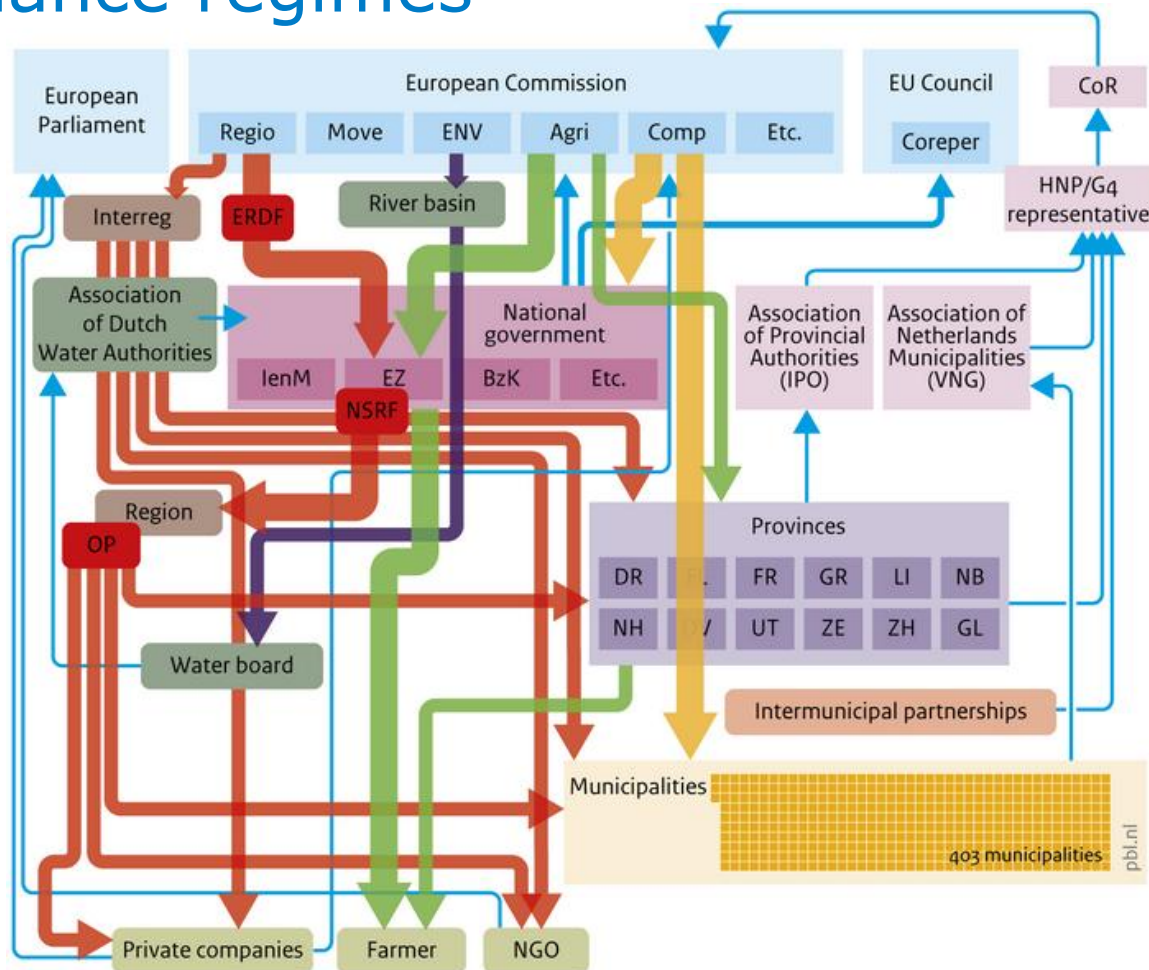 European Commission
EU Council
CoR
European
Parliament
Regio
Move
ENV
Agri
Comp
Etc.
Coreper
HNP/G4
representative
Interreg
ERDF
River basin
Association
of Dutch
Water Authorities
National
government
IenM
EZ
BzK
Etc.
NSRF
Association
of Provincial
Authorities
(IPO)
Association of
Netherlands
Municipalities
(VNG)
Region
OP
Provinces
DR
FR
GR
LI
NB
NH
UT
ZE
ZH
GL
Water board
Intermunicipal partnerships
Municipalities
403 municipalities
pbl.nl
Private companies
Farmer
NGO